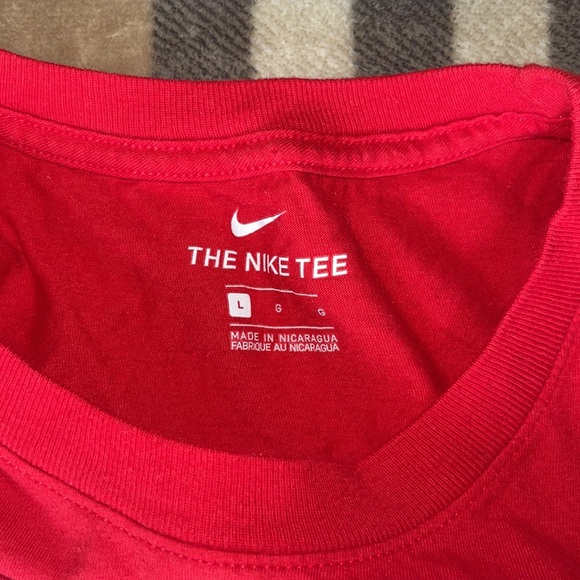 THE NIKE TEE
L G G
MADE IN NICARAGUA
FABRIQUE AU NICARAGUA